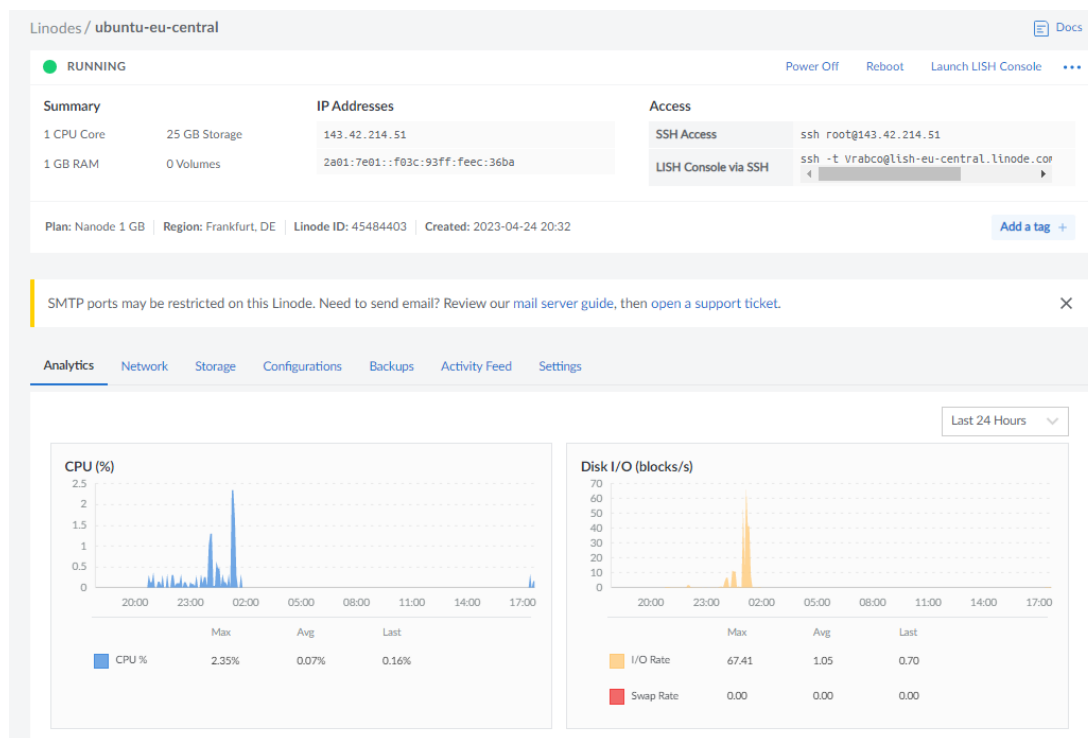 Linodes / ubuntu-eu-central
Docs
RUNNING
Power Off Reboot Launch LISH Console
Summary
1 CPU Core 25 GB Storage
1 GB RAM 0 Volumes
IP Addresses
143.42.214.51
2a01:7e01::f03c:93ff:feec:36ba
Access
SSH Access ssh root@143.42.214.51
LISH Console via SSH ssh -t Vrabco@lish-eu-central.linode.com
Plan: Nanode 1 GB Region: Frankfurt, DE Linode ID: 45484403 Created: 2023-04-24 20:32
Add a tag +
SMTP ports may be restricted on this Linode. Need to send email? Review our mail server guide, then open a support ticket.
Analytics Network Storage Configurations Backups Activity Feed Settings
Last 24 Hours
CPU (%)
2.5
2
1.5
1
0.5
0
20:00 23:00 02:00 05:00 08:00 11:00 14:00 17:00
Max Avg Last
CPU % 2.35% 0.07% 0.16%
Disk I/O (blocks/s)
70
60
50
40
30
20
10
0
20:00 23:00 02:00 05:00 08:00 11:00 14:00 17:00
Max Avg Last
I/O Rate 67.41 1.05 0.70
Swap Rate 0.00 0.00 0.00